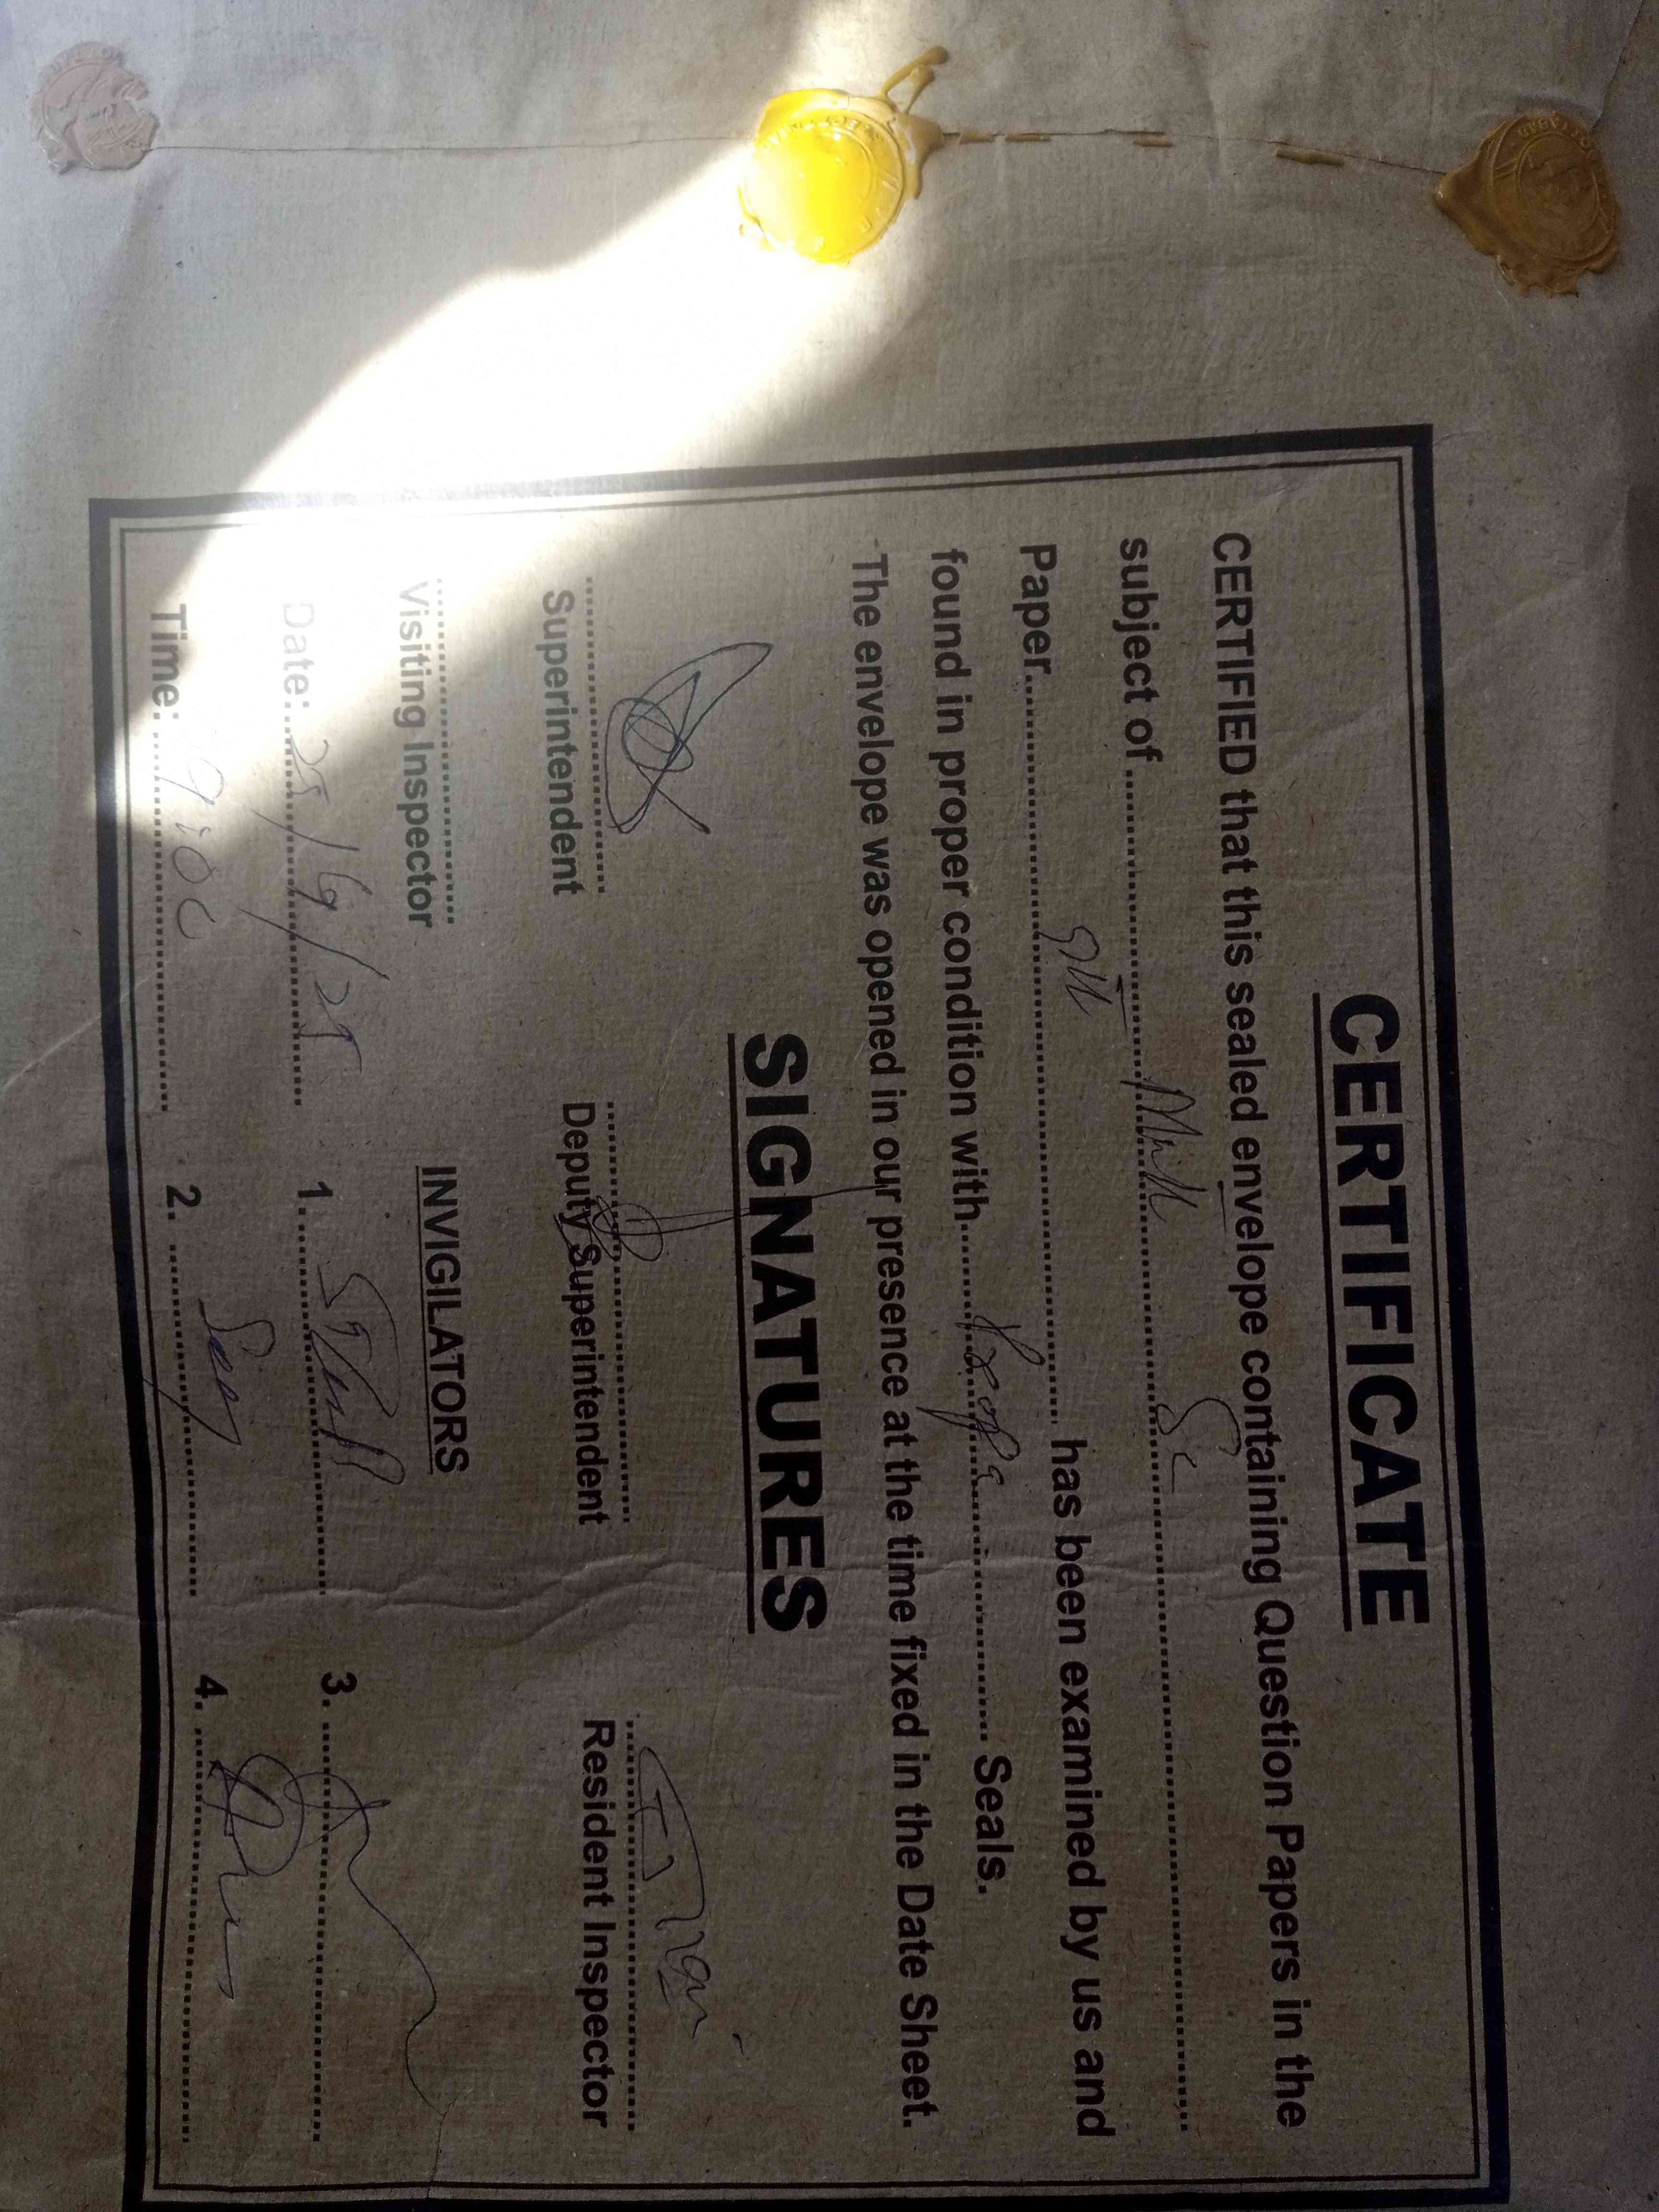 CERTIFICATE
CERTIFIED that this sealed envelope containing Question Papers in the
subject of ....................
Paper.................... has been examined by us and
found in proper condition with.................... Seals.
The envelope was opened in our presence at the time fixed in the Date Sheet.
SIGNATURES
Superintendent Deputy Superintendent Resident Inspector
Visiting Inspector INVIGILATORS
Date: 25/9/25 1. 3.
Time: 9:00 2. 4.